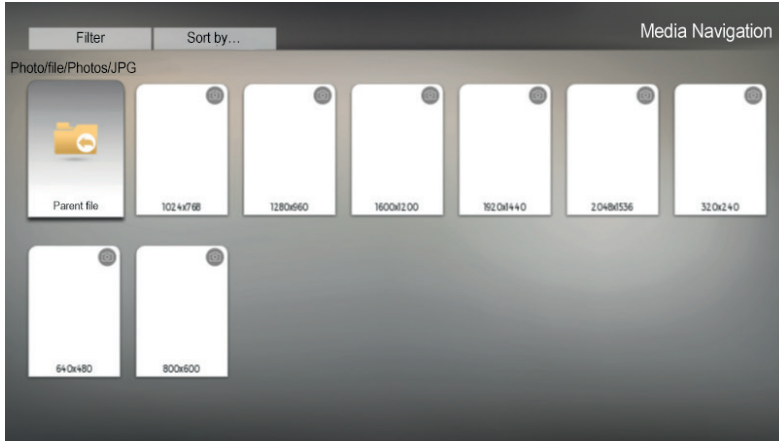 Filter
Sort by...
Media Navigation
Photo/file/Photos/JPG
Parent file
1024x768
1280x960
1600x1200
1920x1440
2048x1536
320x240
640x480
800x600